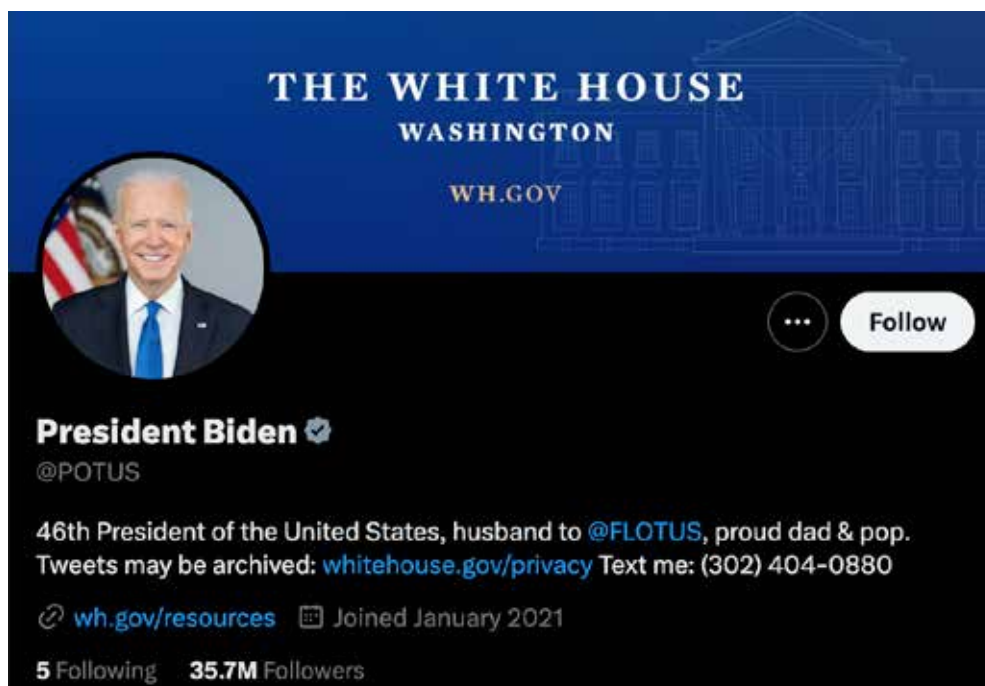 THE WHITE HOUSE
WASHINGTON
WH.GOV
Follow
President Biden
@POTUS
46th President of the United States, husband to @FLOTUS, proud dad & pop.
Tweets may be archived: whitehouse.gov/privacy Text me: (302) 404-0880
wh.gov/resources Joined January 2021
5 Following 35.7M Followers